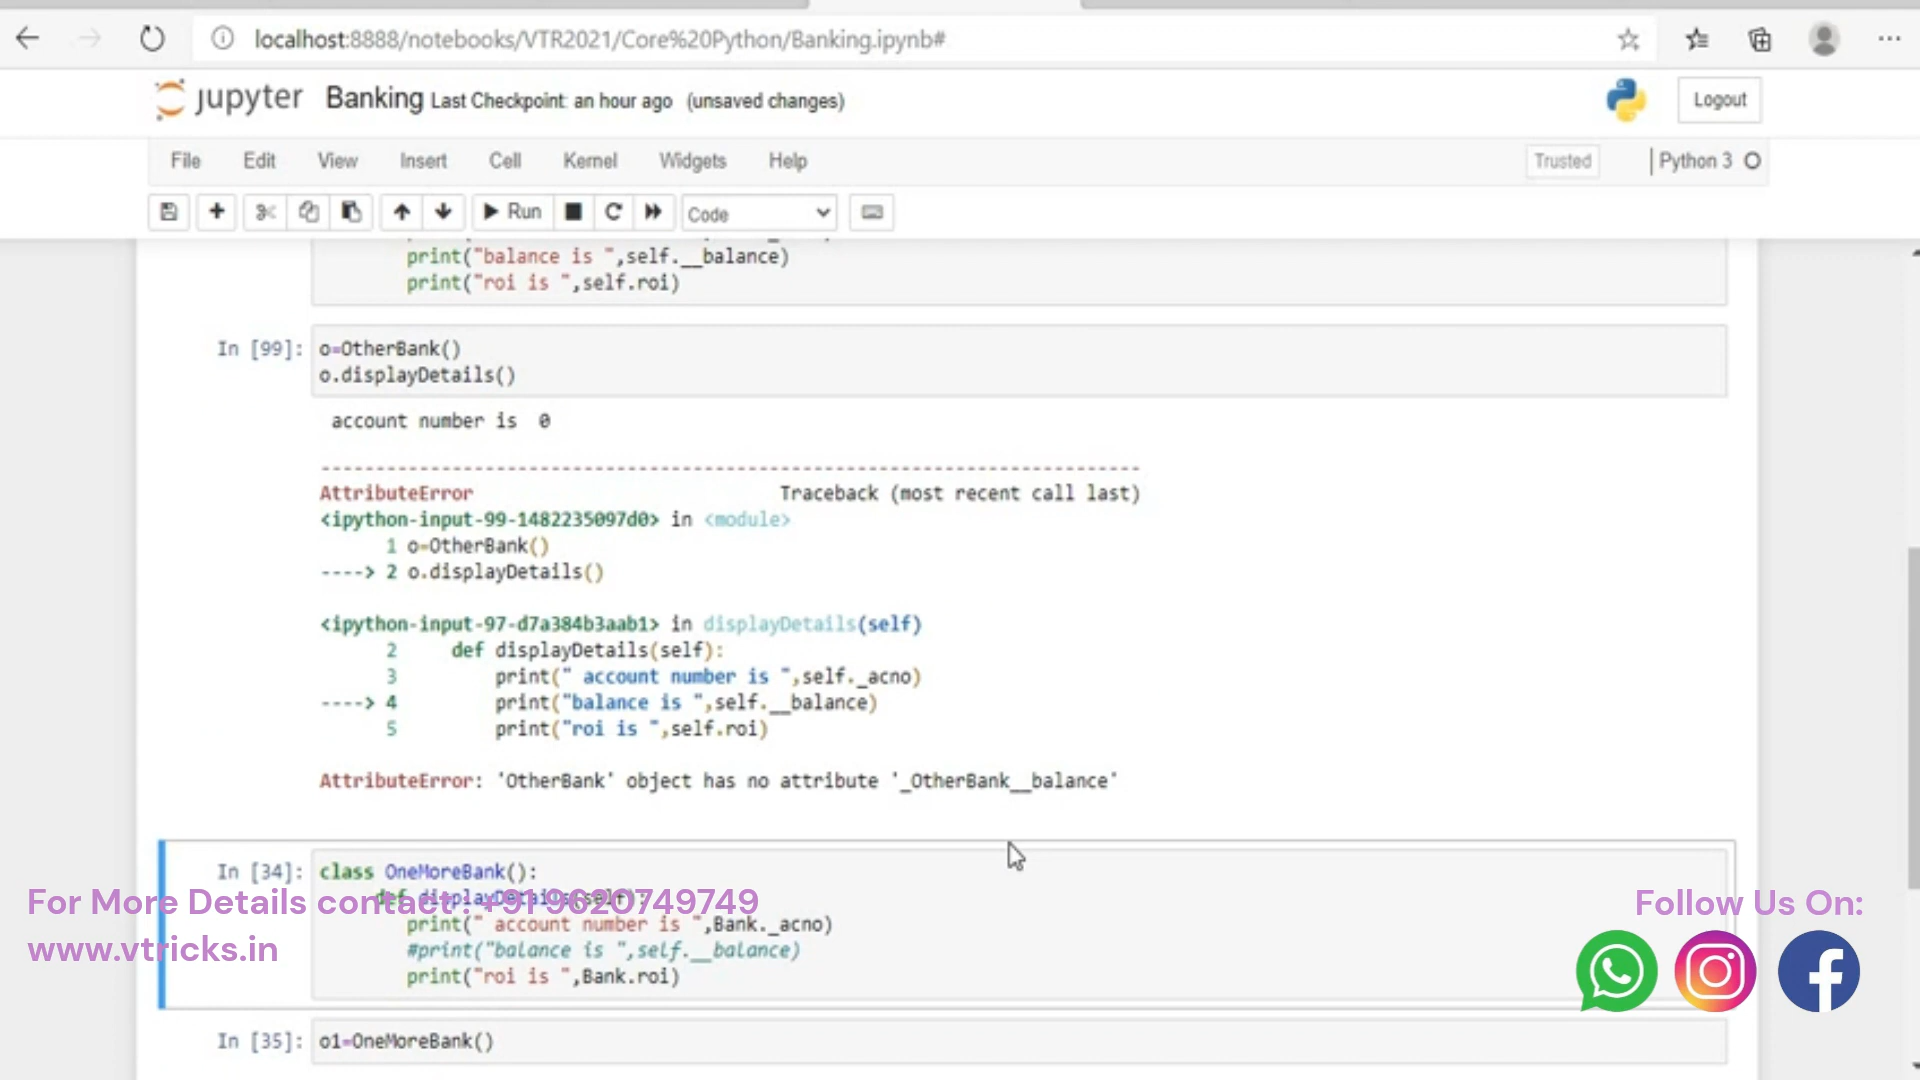 localhost:8888/notebooks/VTR2021/Core%20Python/Banking.ipynb#
jupyter Banking Last Checkpoint: an hour ago (unsaved changes)
Logout
File Edit View Insert Cell Kernel Widgets Help
Trusted
Python 3
Run
Code
print("balance is ",self.__balance)
print("roi is ",self.roi)
In [99]: o=OtherBank()
o.displayDetails()
account number is 0
---------------------------------------------------------------------------
AttributeError Traceback (most recent call last)
<ipython-input-99-1482235097d0> in <module>
1 o=OtherBank()
----> 2 o.displayDetails()
<ipython-input-97-d7a384b3aab1> in displayDetails(self)
2 def displayDetails(self):
3 print(" account number is ",self._acno)
----> 4 print("balance is ",self.__balance)
5 print("roi is ",self.roi)
AttributeError: 'OtherBank' object has no attribute '_OtherBank__balance'
In [34]: class OneMoreBank():
def displayDetails(self):
print(" account number is ",Bank._acno)
#print("balance is ",self.__balance)
print("roi is ",Bank.roi)
In [35]: o1=OneMoreBank()
For More Details contact : +91 9620749749
www.vtricks.in
Follow Us On: